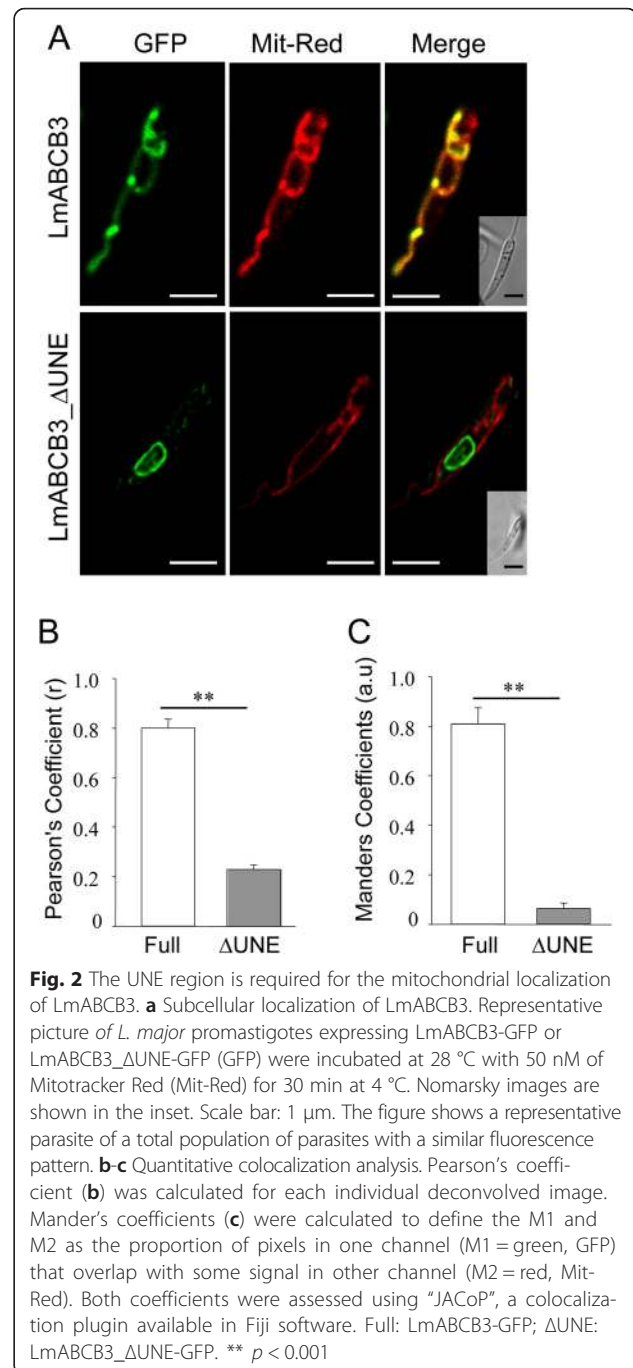 A
GFP Mit-Red Merge
LmABCB3
LmABCB3_ΔUNE
B
C
Pearson's Coefficient (r)
1.0
0.8
0.6
0.4
0.2
0
**
Full ΔUNE
Manders Coefficients (a.u)
1.0
0.8
0.6
0.4
0.2
0
**
Full ΔUNE
Fig. 2 The UNE region is required for the mitochondrial localization
of LmABCB3. a Subcellular localization of LmABCB3. Representative
picture of L. major promastigotes expressing LmABCB3-GFP or
LmABCB3_ΔUNE-GFP (GFP) were incubated at 28 °C with 50 nM of
Mitotracker Red (Mit-Red) for 30 min at 4 °C. Nomarsky images are
shown in the inset. Scale bar: 1 μm. The figure shows a representative
parasite of a total population of parasites with a similar fluorescence
pattern. b-c Quantitative colocalization analysis. Pearson's coeffi-
cient (b) was calculated for each individual deconvolved image.
Mander's coefficients (c) were calculated to define the M1 and
M2 as the proportion of pixels in one channel (M1 = green, GFP)
that overlap with some signal in other channel (M2 = red, Mit-
Red). Both coefficients were assessed using “JACoP”, a colocaliza-
tion plugin available in Fiji software. Full: LmABCB3-GFP; ΔUNE:
LmABCB3_ΔUNE-GFP. ** p < 0.001